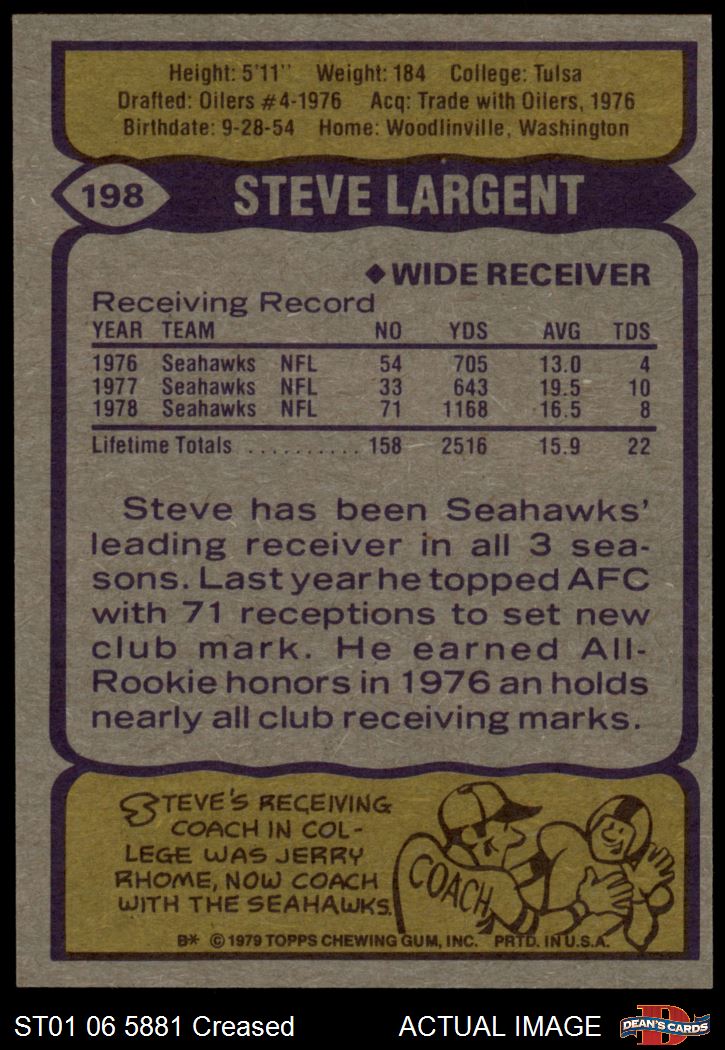 Height: 5'11" Weight: 184 College: Tulsa
Drafted: Oilers #4-1976 Acq: Trade with Oilers, 1976
Birthdate: 9-28-54 Home: Woodlinville, Washington
198 STEVE LARGENT
◆ WIDE RECEIVER
Receiving Record
YEAR TEAM NO YDS AVG TDS
1976 Seahawks NFL 54 705 13.0 4
1977 Seahawks NFL 33 643 19.5 10
1978 Seahawks NFL 71 1168 16.5 8
Lifetime Totals .......... 158 2516 15.9 22
Steve has been Seahawks'
leading receiver in all 3 sea-
sons. Last year he topped AFC
with 71 receptions to set new
club mark. He earned All-
Rookie honors in 1976 an holds
nearly all club receiving marks.
STEVE'S RECEIVING
COACH IN COL-
LEGE WAS JERRY
RHOME, NOW COACH
WITH THE SEAHAWKS.
COACH
B* © 1979 TOPPS CHEWING GUM, INC. PRTD. IN U.S.A.
ST01 06 5881 Creased ACTUAL IMAGE
D
DEAN'S CARDS